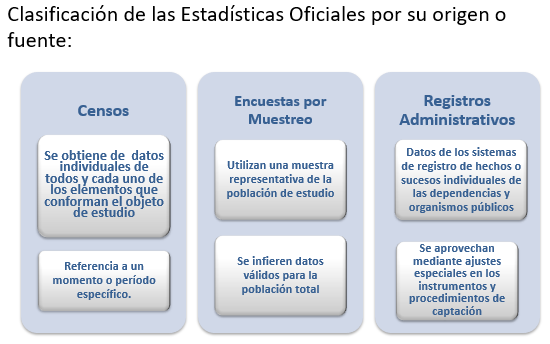 Clasificación de las Estadísticas Oficiales por su origen o
fuente:
Censos
Se obtiene de datos
individuales de
todos y cada uno de
los elementos que
conforman el objeto
de estudio
Referencia a un
momento o período
específico.
Encuestas por
Muestreo
Utilizan una muestra
representativa de la
población de estudio
Se infieren datos
válidos para la
población total
Registros
Administrativos
Datos de los sistemas
de registro de hechos o
sucesos individuales de
las dependencias y
organismos públicos
Se aprovechan
mediante ajustes
especiales en los
instrumentos y
procedimientos de
captación